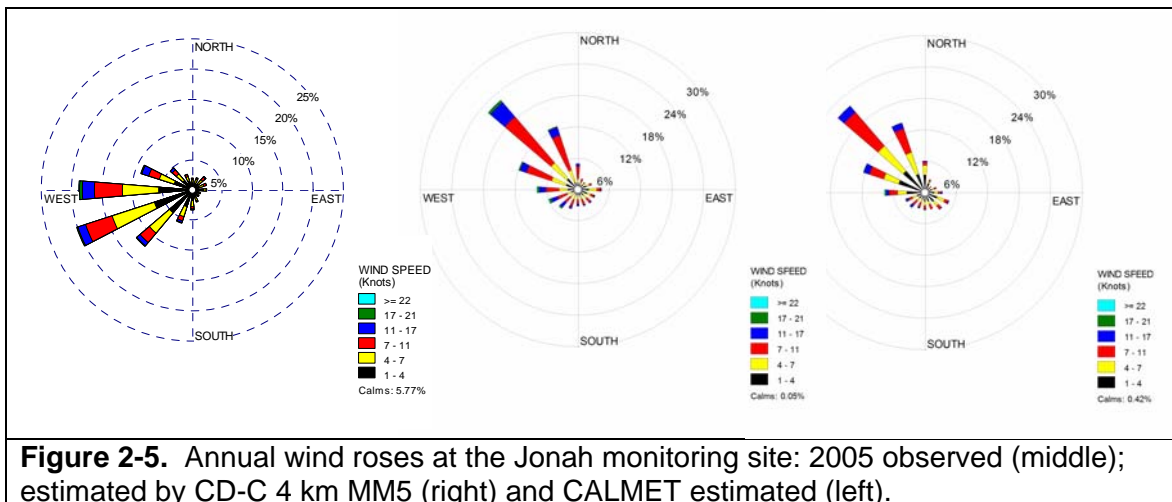 NORTH
25%
20%
15%
10%
5%
WEST
EAST
SOUTH
WIND SPEED
(Knots)
>= 22
17 - 21
11 - 17
7 - 11
4 - 7
1 - 4
Calms: 5.77%
NORTH
30%
24%
18%
12%
6%
WEST
EAST
SOUTH
WIND SPEED
(Knots)
>= 22
17 - 21
11 - 17
7 - 11
4 - 7
1 - 4
Calms: 0.05%
NORTH
30%
24%
18%
12%
6%
WEST
EAST
SOUTH
WIND SPEED
(Knots)
>= 22
17 - 21
11 - 17
7 - 11
4 - 7
1 - 4
Calms: 0.42%
Figure 2-5. Annual wind roses at the Jonah monitoring site: 2005 observed (middle);
estimated by CD-C 4 km MM5 (right) and CALMET estimated (left).